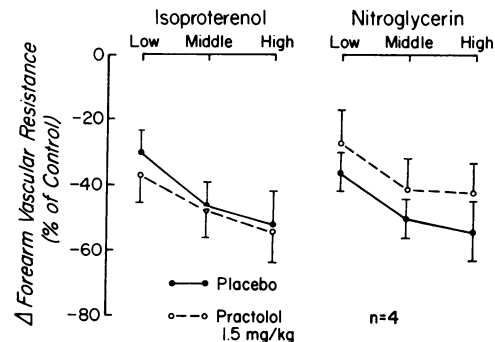 Isoproterenol Nitroglycerin
Low Middle High Low Middle High
0
-20
-40
-60
-80
Δ Forearm Vascular Resistance
(% of Control)
Placebo
Practolol
1.5 mg/kg
n=4